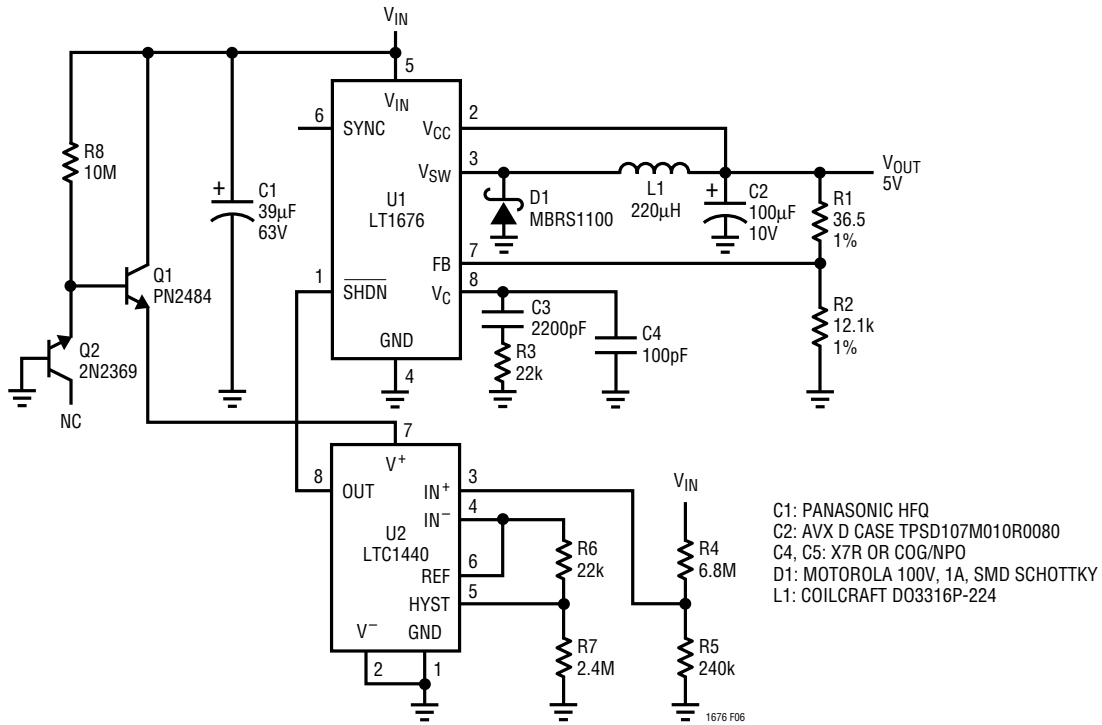 VIN
5
VIN
6
SYNC
VCC
2
VSW
3
U1
LT1676
FB
7
VC
8
1
SHDN
GND
4
R8
10M
+
C1
39µF
63V
Q1
PN2484
Q2
2N2369
NC
D1
MBRS1100
L1
220µH
+
C2
100µF
10V
VOUT
5V
R1
36.5
1%
R2
12.1k
1%
C3
2200pF
R3
22k
C4
100pF
7
V+
8
OUT
IN+
3
IN–
4
U2
LTC1440
REF
6
HYST
5
V–
GND
2
1
R6
22k
R7
2.4M
VIN
R4
6.8M
R5
240k
C1: PANASONIC HFQ
C2: AVX D CASE TPSD107M010R0080
C4, C5: X7R OR COG/NPO
D1: MOTOROLA 100V, 1A, SMD SCHOTTKY
L1: COILCRAFT DO3316P-224
1676 F06